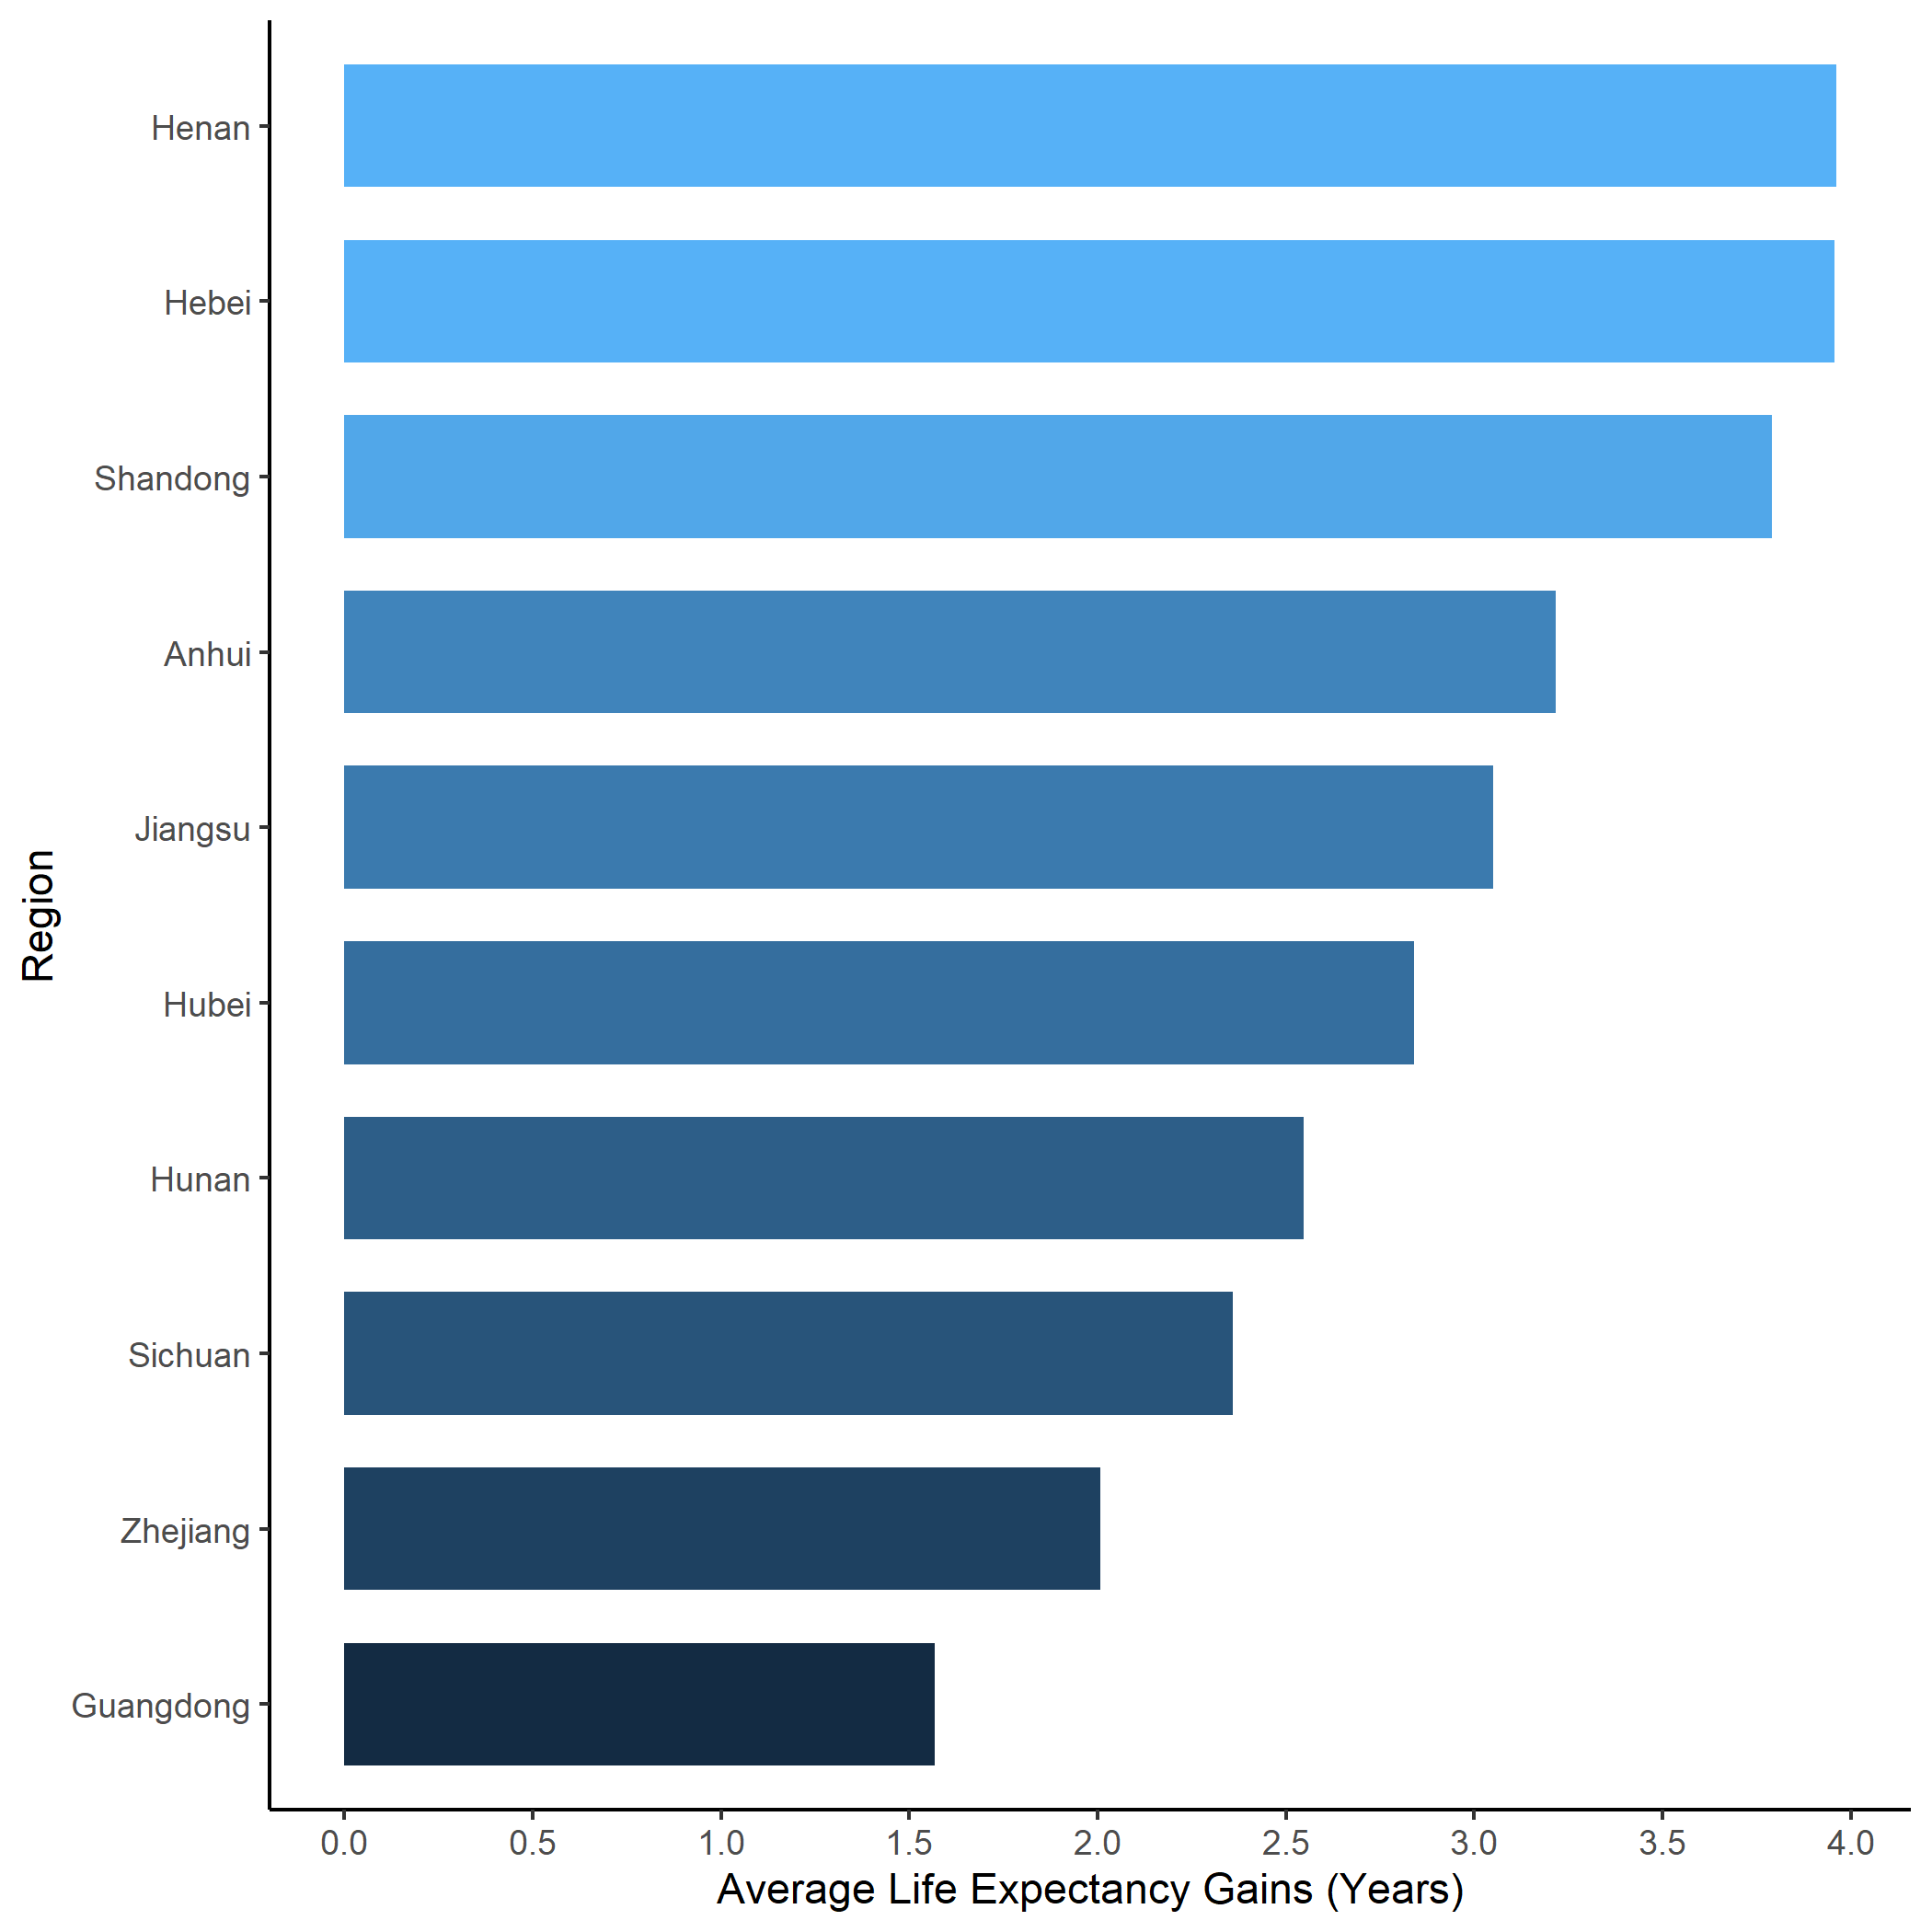 Henan
Hebei
Shandong
Anhui
Jiangsu
Hubei
Hunan
Sichuan
Zhejiang
Guangdong
Region
0.0 0.5 1.0 1.5 2.0 2.5 3.0 3.5 4.0
Average Life Expectancy Gains (Years)